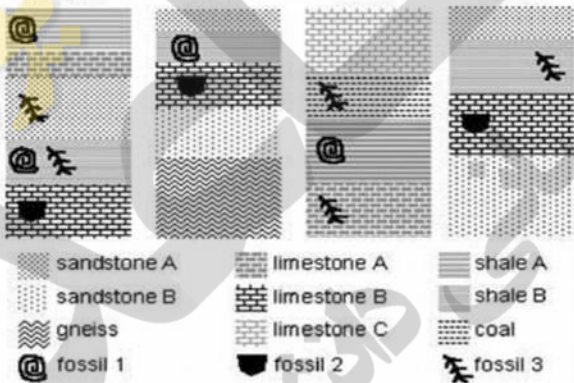 sandstone A limestone A shale A
sandstone B limestone B shale B
gneiss limestone C coal
fossil 1 fossil 2 fossil 3